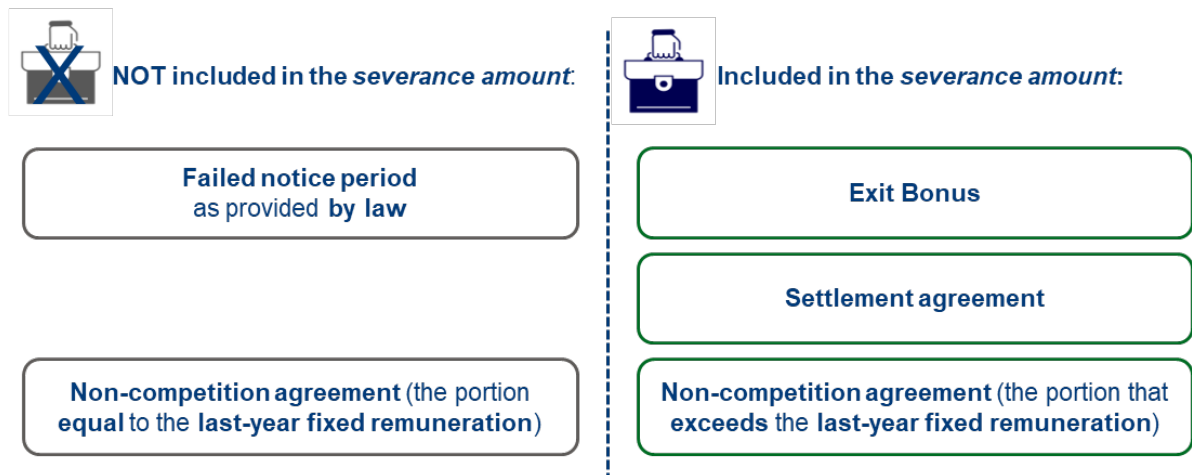 NOT included in the severance amount:
Failed notice period
as provided by law
Non-competition agreement (the portion
equal to the last-year fixed remuneration)
Included in the severance amount:
Exit Bonus
Settlement agreement
Non-competition agreement (the portion that
exceeds the last-year fixed remuneration)